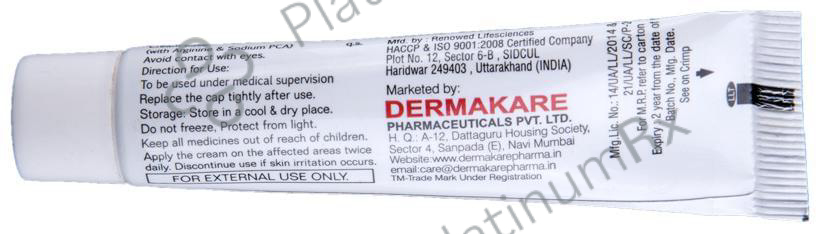 (with Arginine & Sodium PCA) q.s.
Avoid contact with eyes.
Direction for Use:
To be used under medical supervision
Replace the cap tightly after use.
Storage: Store in cool & dry place.
Do not freeze, Protect from light.
Keep all medicines out of reach of children.
Apply the cream on the affected areas twice
daily. Discontinue use if skin irritation occurs.
FOR EXTERNAL USE ONLY.
Mfd. by : Renowed Lifesciences
HACCP & ISO 9001:2008 Certified Company
Plot No. 12, Sector 6-B , SIDCUL
Haridwar 249403 , Uttarakhand (INDIA)
Marketed by:
DERMAKARE
PHARMACEUTICALS PVT. LTD.
H. Q.: A-12, Dattaguru Housing Society,
Sector 4, Sanpada (E), Navi Mumbai
Website:www.dermakarepharma.in
email:care@dermakarepharma.in
TM-Trade Mark Under Registration
Mfg.Lic. No.: 14/UA/LL/2014 &
21/UA/LL/SC/P-2
For M.R.P. refer to carton
Expiry : 2 year from the date of
Batch No., Mfg. Date:
See on Crimp
LT
PlatinumRx